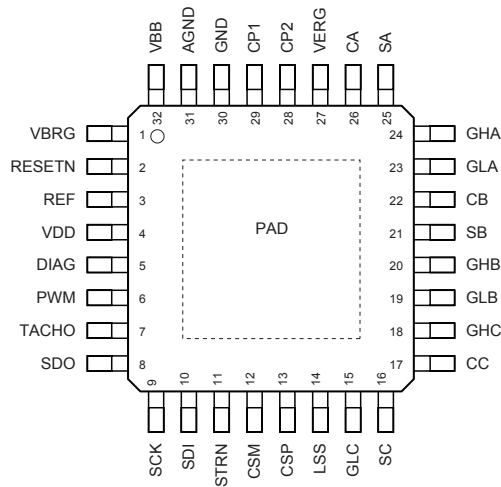 VBB AGND GND CP1 CP2 VERG CA SA
32 31 30 29 28 27 26 25
VBRG 1 24 GHA
RESETN 2 23 GLA
REF 3 22 CB
VDD 4 21 SB
DIAG 5 20 GHB
PWM 6 19 GLB
TACHO 7 18 GHC
SDO 8 17 CC
PAD
9 10 11 12 13 14 15 16
SCK SDI STRN CSM CSP LSS GLC SC